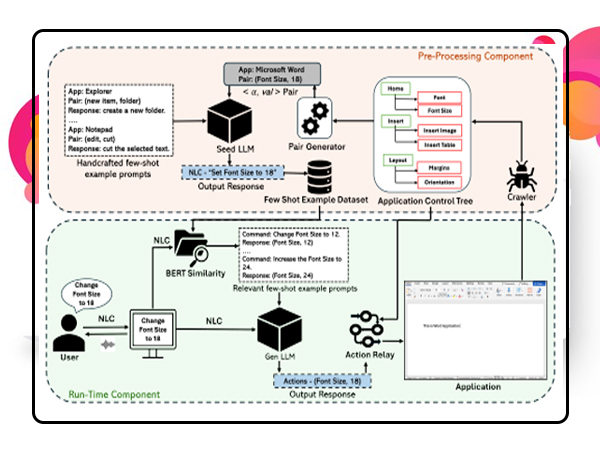 Pre-Processing Component
App: Explorer
Pair: (new item, folder)
Response: create a new folder.
....
App: Notepad
Pair: (edit, cut)
Response: cut the selected text.
Handcrafted few-shot
example prompts
App: Microsoft Word
Pair: (Font Size, 18)
< α, val > Pair
Seed LLM
NLC - "Set Font Size to 18"
Output Response
Pair Generator
Few Shot Example Dataset
Home
Font
Font Size
Insert
Insert Image
Insert Table
Layout
Margins
Orientation
Application Control Tree
Crawler
NLC
BERT Similarity
Command: Change Font Size to 12.
Response: (Font Size, 12)
....
Command: Increase the Font Size to
24.
Response: (Font Size, 24)
Relevant few-shot example prompts
Change
Font Size
to 18
User
NLC
Change
Font Size
to 18
NLC
Gen LLM
Actions - (Font Size, 18)
Output Response
Action Relay
Application
Run-Time Component